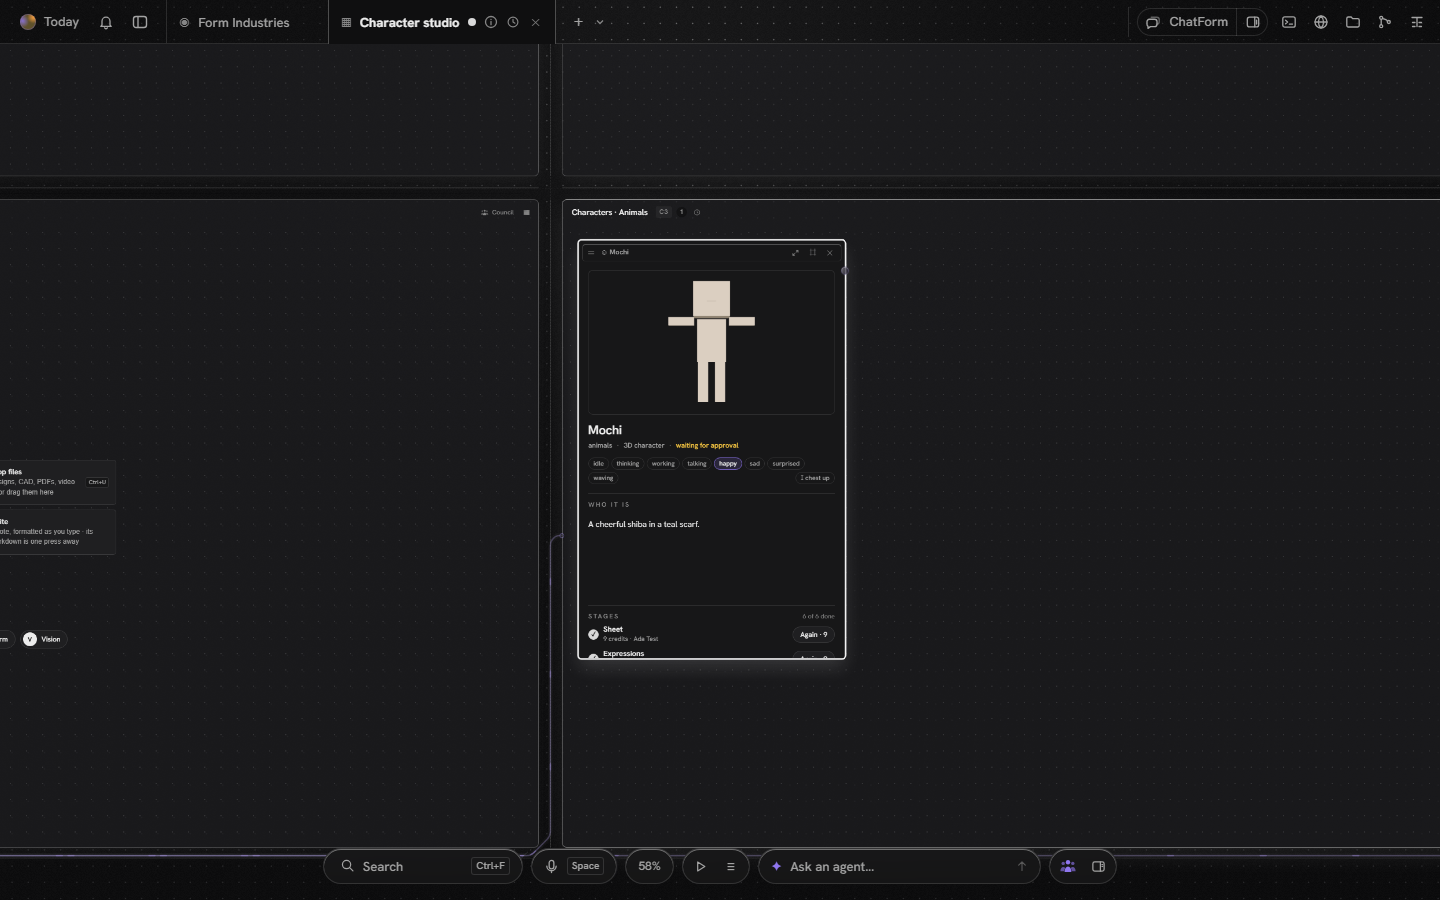 Today
Form Industries
Character studio
ChatForm
Council
Characters · Animals C3 1
Mochi
Mochi
animals · 3D character · waiting for approval
idle thinking working talking happy sad surprised
waving chest up
WHO IT IS
A cheerful shiba in a teal scarf.
STAGES 6 of 6 done
Sheet
9 credits · Ade Test
Again · 9
Expressions
op files
signs, CAD, PDFs, video
Ctrl+U
or drag them here
ite
ote, formatted as you type - its
rkdown is one press away
rm
V Vision
Search Ctrl+F
Space
58%
Ask an agent...